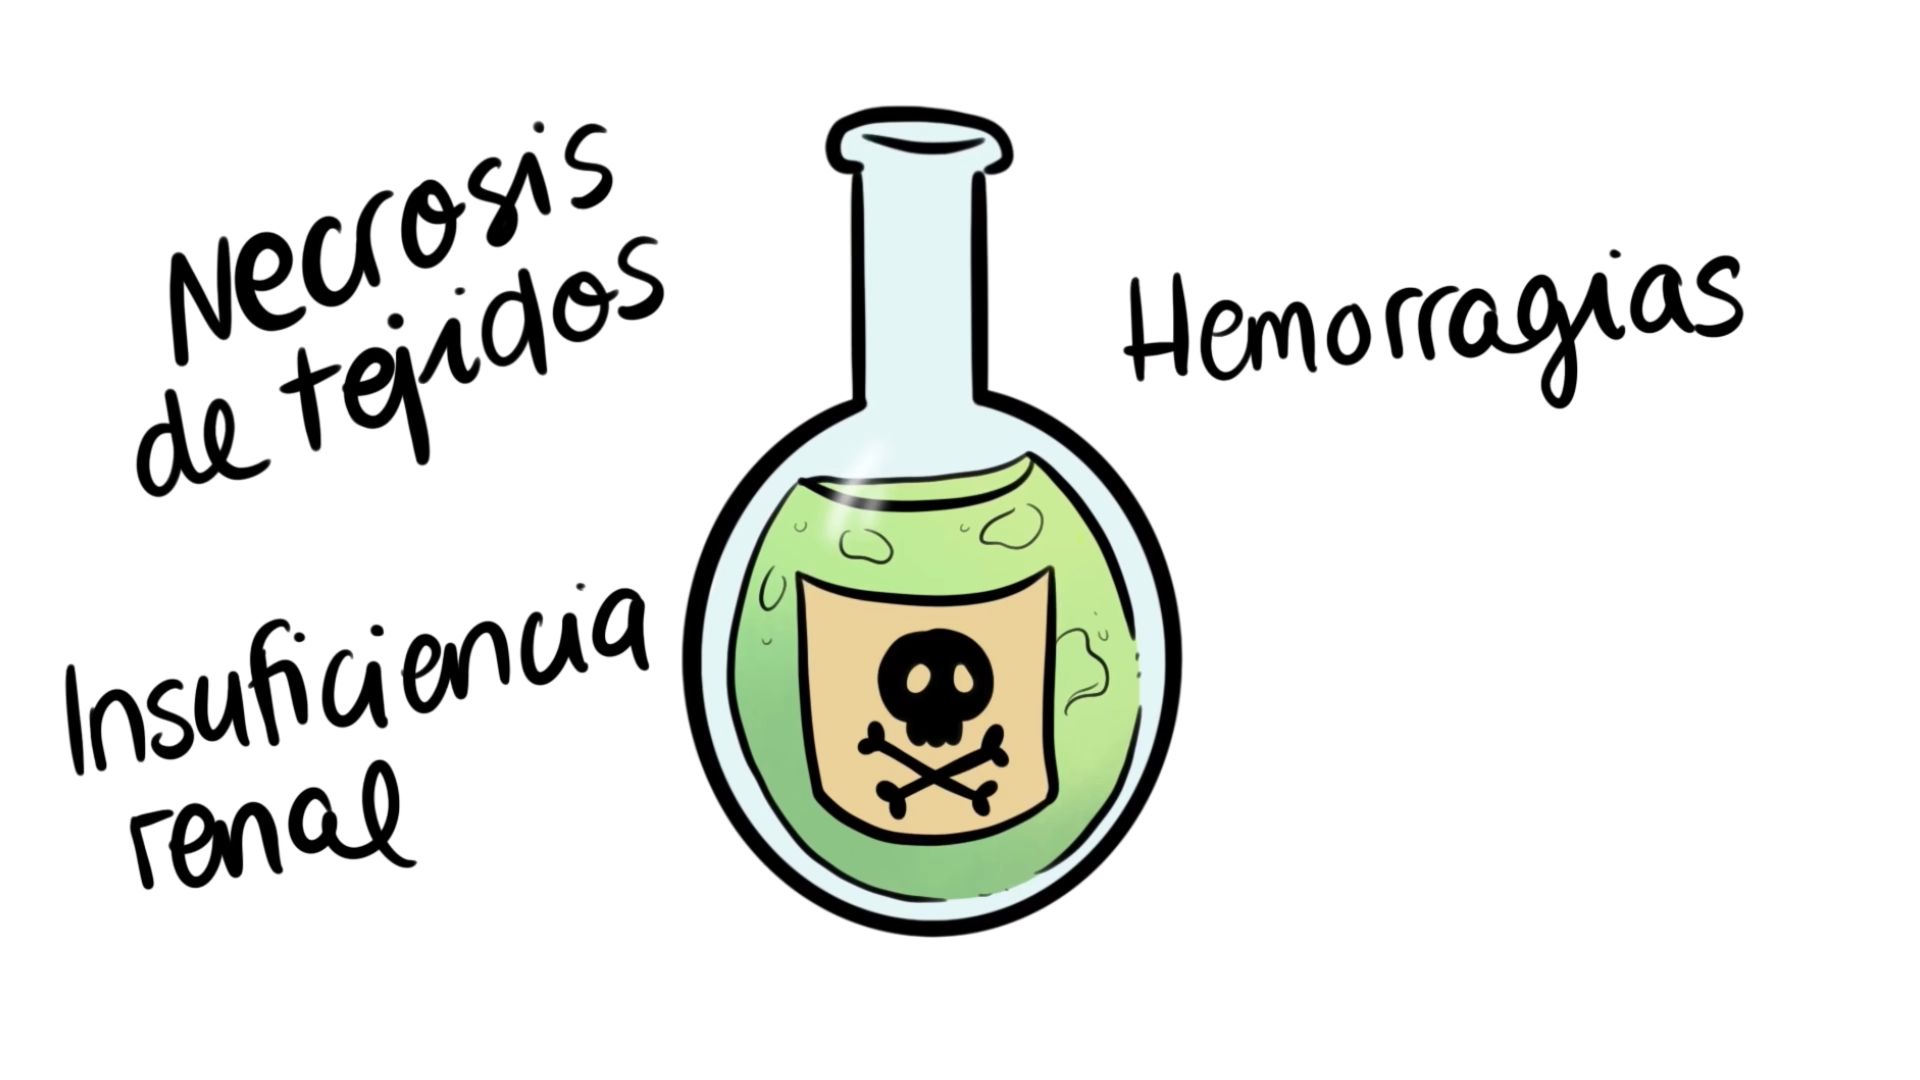 Necrosis
de tejidos
Hemorragias
Insuficiencia
renal